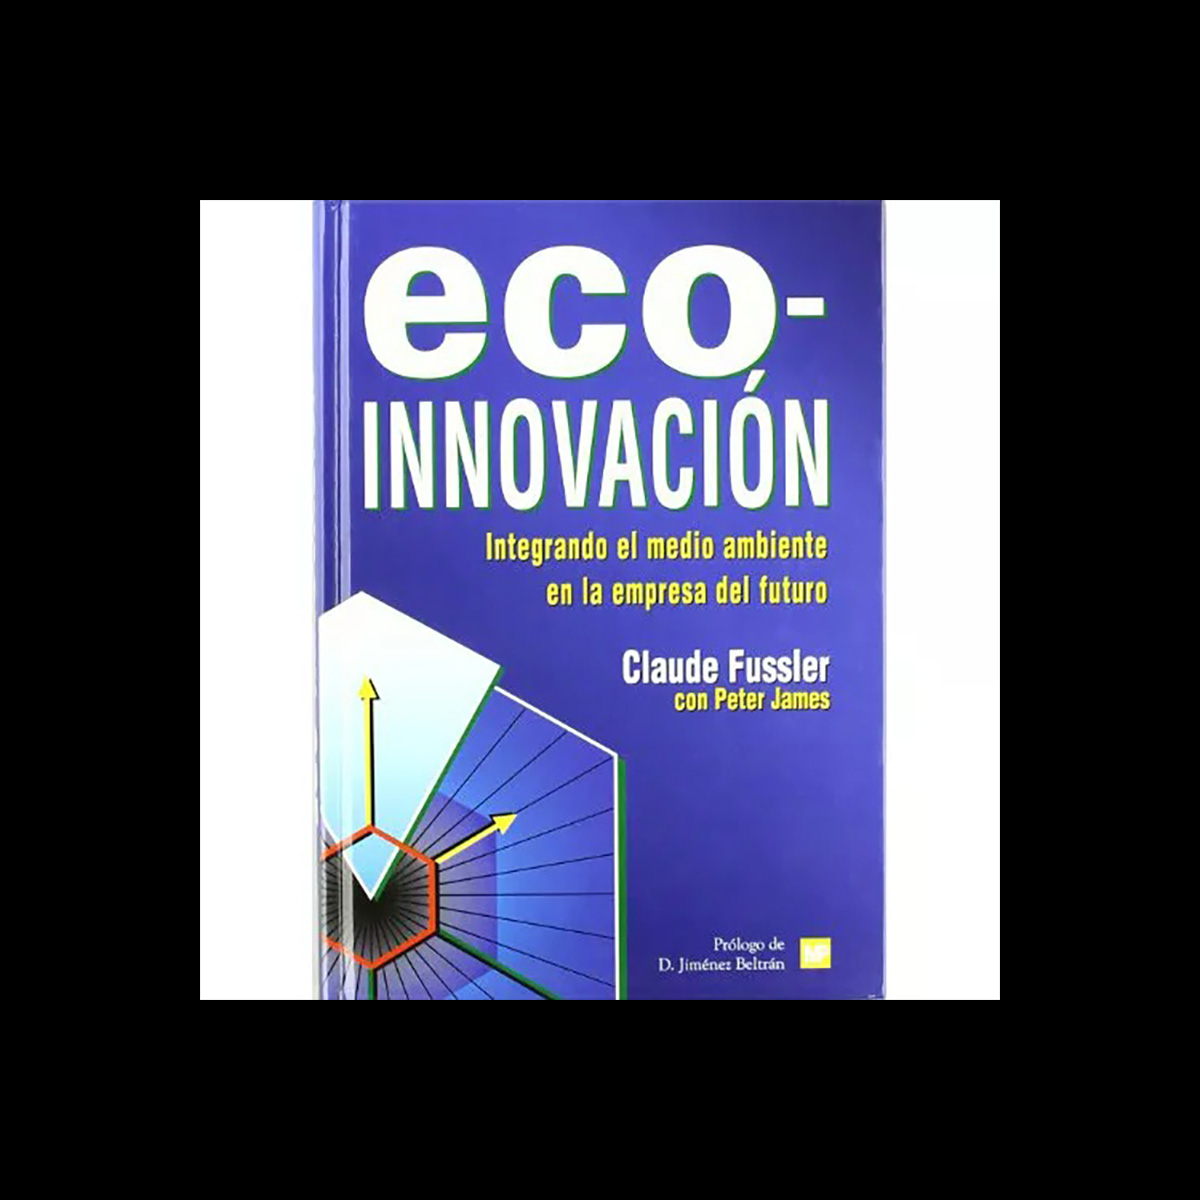 eco-
INNOVACIÓN
Integrando el medio ambiente
en la empresa del futuro
Claude Fussler
con Peter James
Prólogo de
D. Jiménez Beltrán
MP